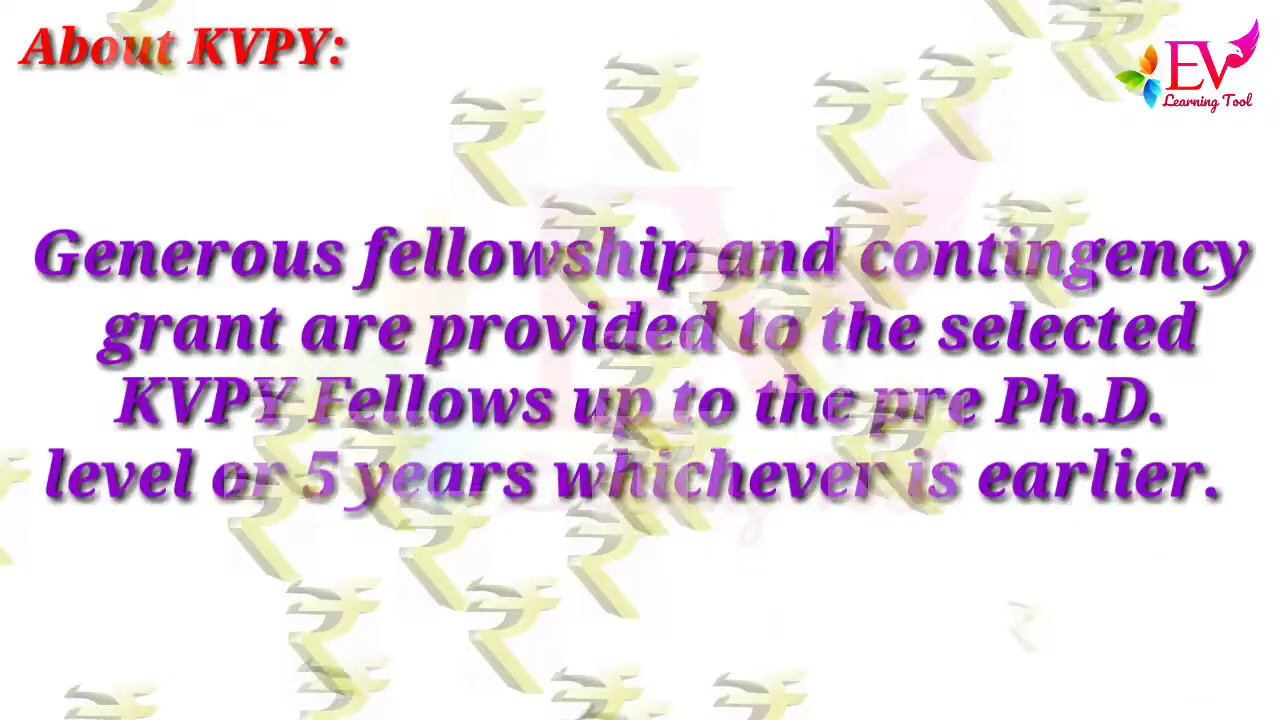 About KVPY:
EV
Learning Tool
Generous fellowship and contingency
grant are provided to the selected
KVPY Fellows up to the pre Ph.D.
level or 5 years whichever is earlier.